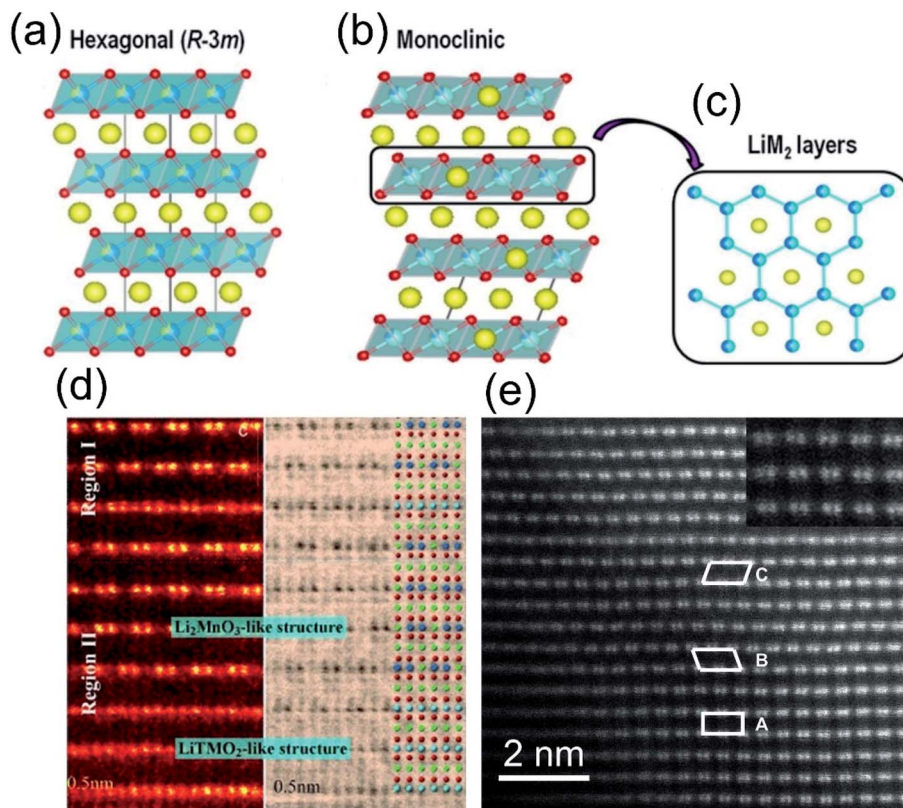 (a) Hexagonal (R-3m)
(b) Monoclinic
(c)
LiM₂ layers
(d)
C
Region I
Li₂MnO₃-like structure
Region II
LiTMO₂-like structure
0.5nm
0.5nm
(e)
C
B
A
2 nm